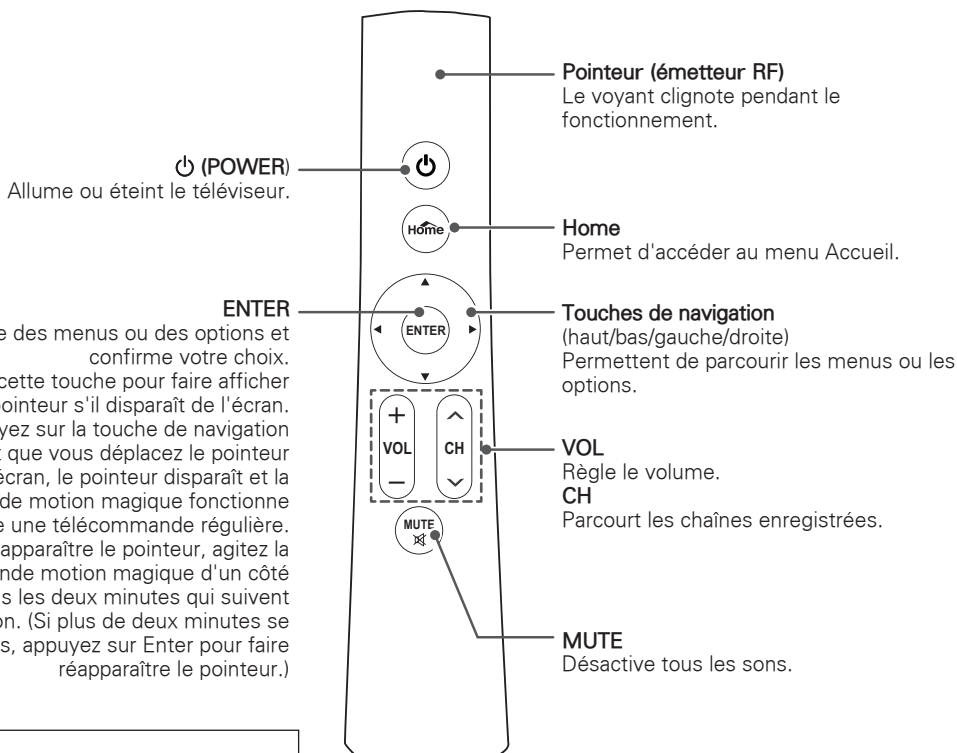 Pointeur (émetteur RF)
Le voyant clignote pendant le
fonctionnement.
(POWER)
Allume ou éteint le téléviseur.
Home
Home
Permet d'accéder au menu Accueil.
ENTER
des menus ou des options et
confirme votre choix.
cette touche pour faire afficher
pointeur s'il disparaît de l'écran.
sur la touche de navigation
que vous déplacez le pointeur
écran, le pointeur disparaît et la
de motion magique fonctionne
une télécommande régulière.
apparaître le pointeur, agitez la
motion magique d'un côté
les deux minutes qui suivent
(Si plus de deux minutes se
appuyez sur Enter pour faire
réapparaître le pointeur.)
ENTER
Touches de navigation
(haut/bas/gauche/droite)
Permettent de parcourir les menus ou les
options.
+
VOL
−
CH
VOL
Règle le volume.
CH
Parcourt les chaînes enregistrées.
MUTE
MUTE
Désactive tous les sons.